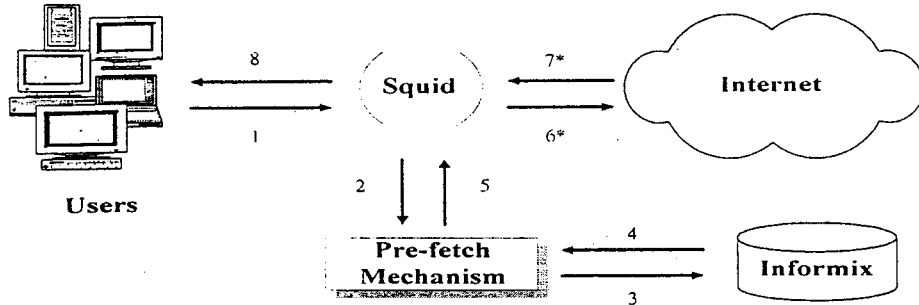 8
7*
Squid
Internet
1
6*
2
5
Users
4
Pre-fetch
Mechanism
Informix
3